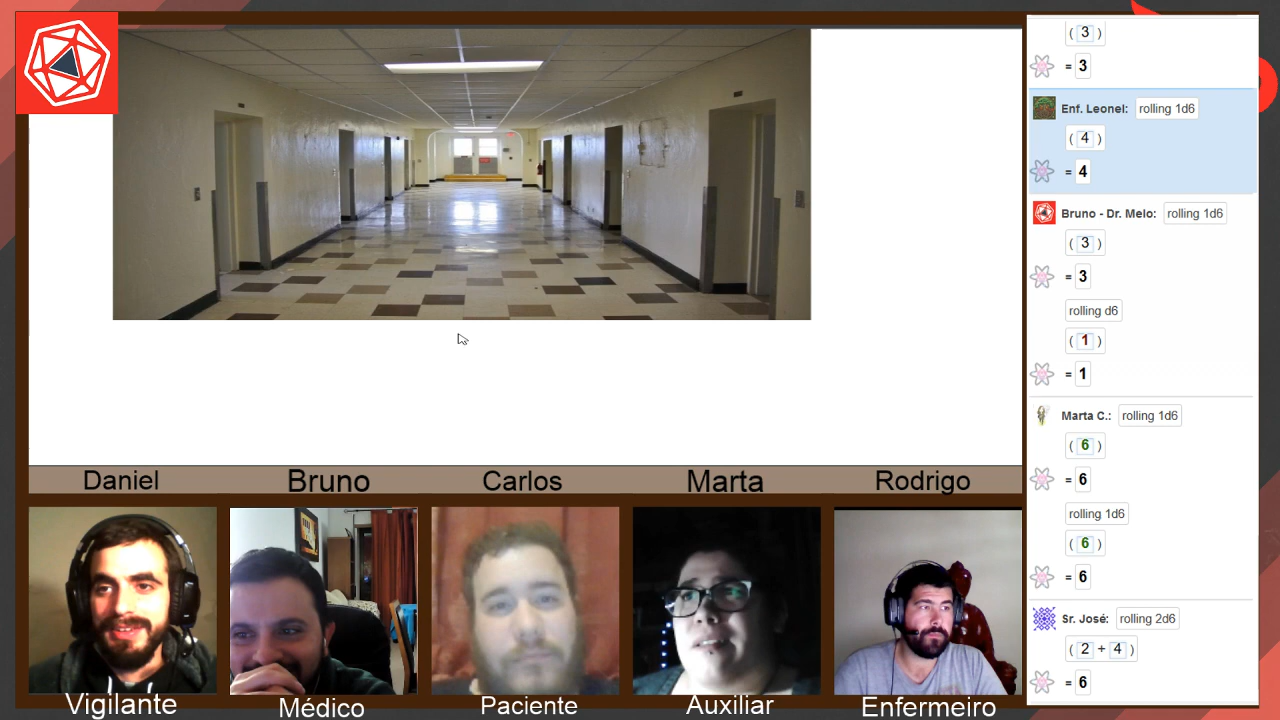 ( 3 )
= 3
Enf. Leonel: rolling 1d6
( 4 )
= 4
Bruno - Dr. Melo: rolling 1d6
( 3 )
= 3
rolling d6
( 1 )
= 1
Marta C.: rolling 1d6
( 6 )
= 6
rolling 1d6
( 6 )
= 6
Sr. José: rolling 2d6
( 2 + 4 )
= 6
Daniel
Bruno
Carlos
Marta
Rodrigo
Vigilante
Médico
Paciente
Auxiliar
Enfermeiro